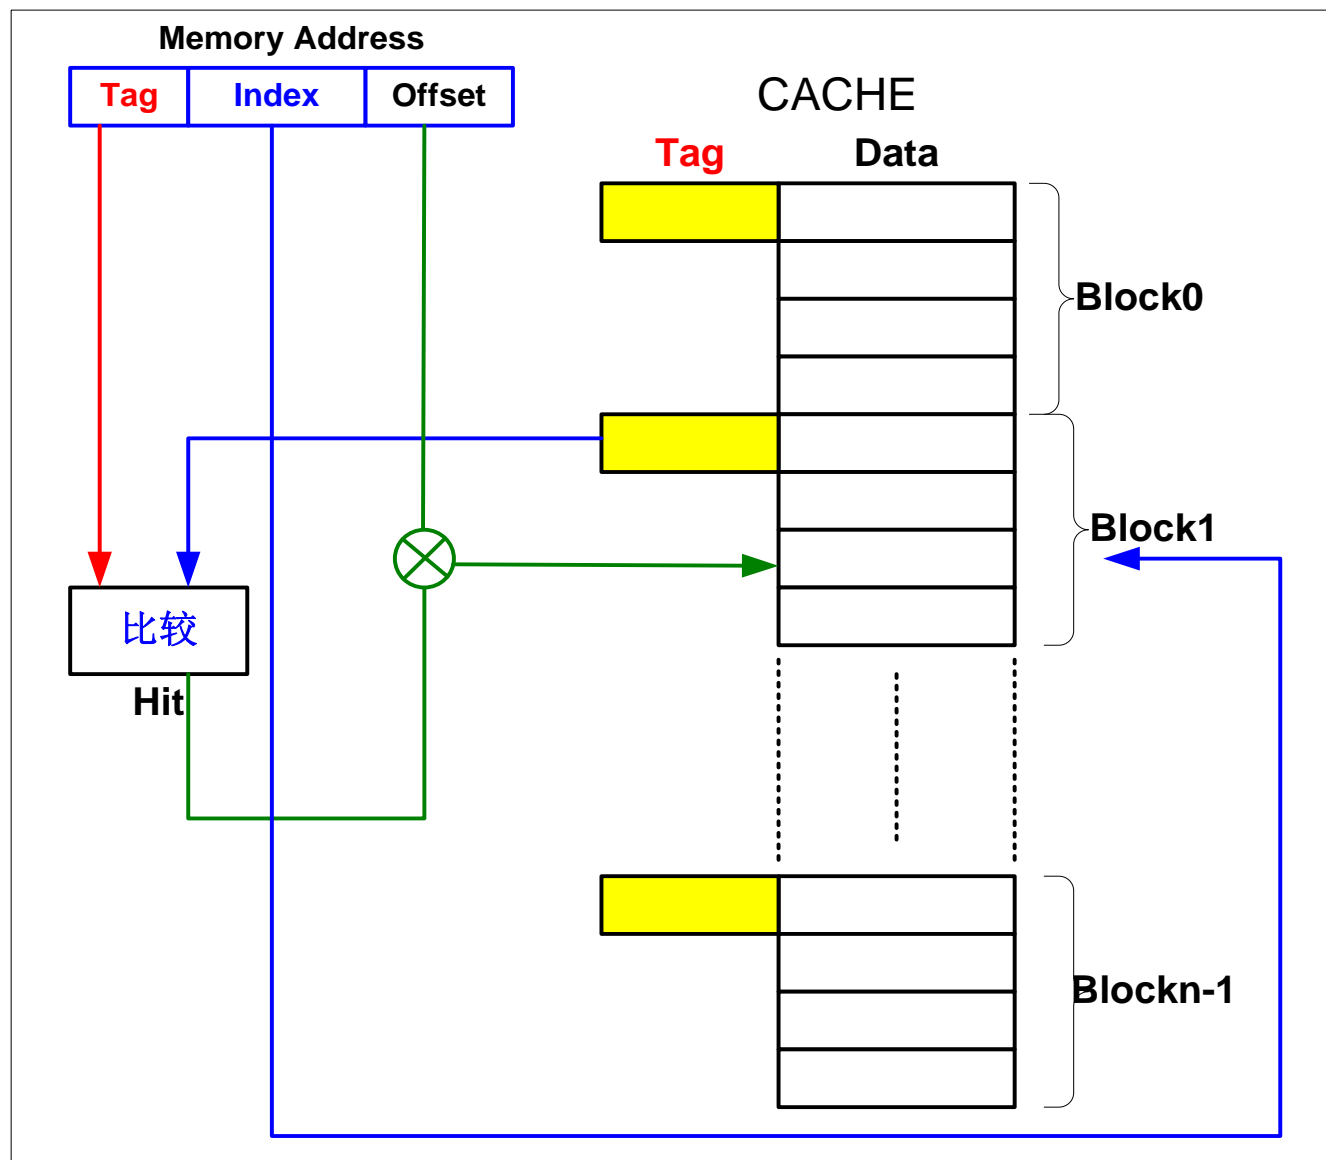 Memory Address
Tag Index Offset
CACHE
Tag Data
Block0
Block1
比较
Hit
Blockn-1